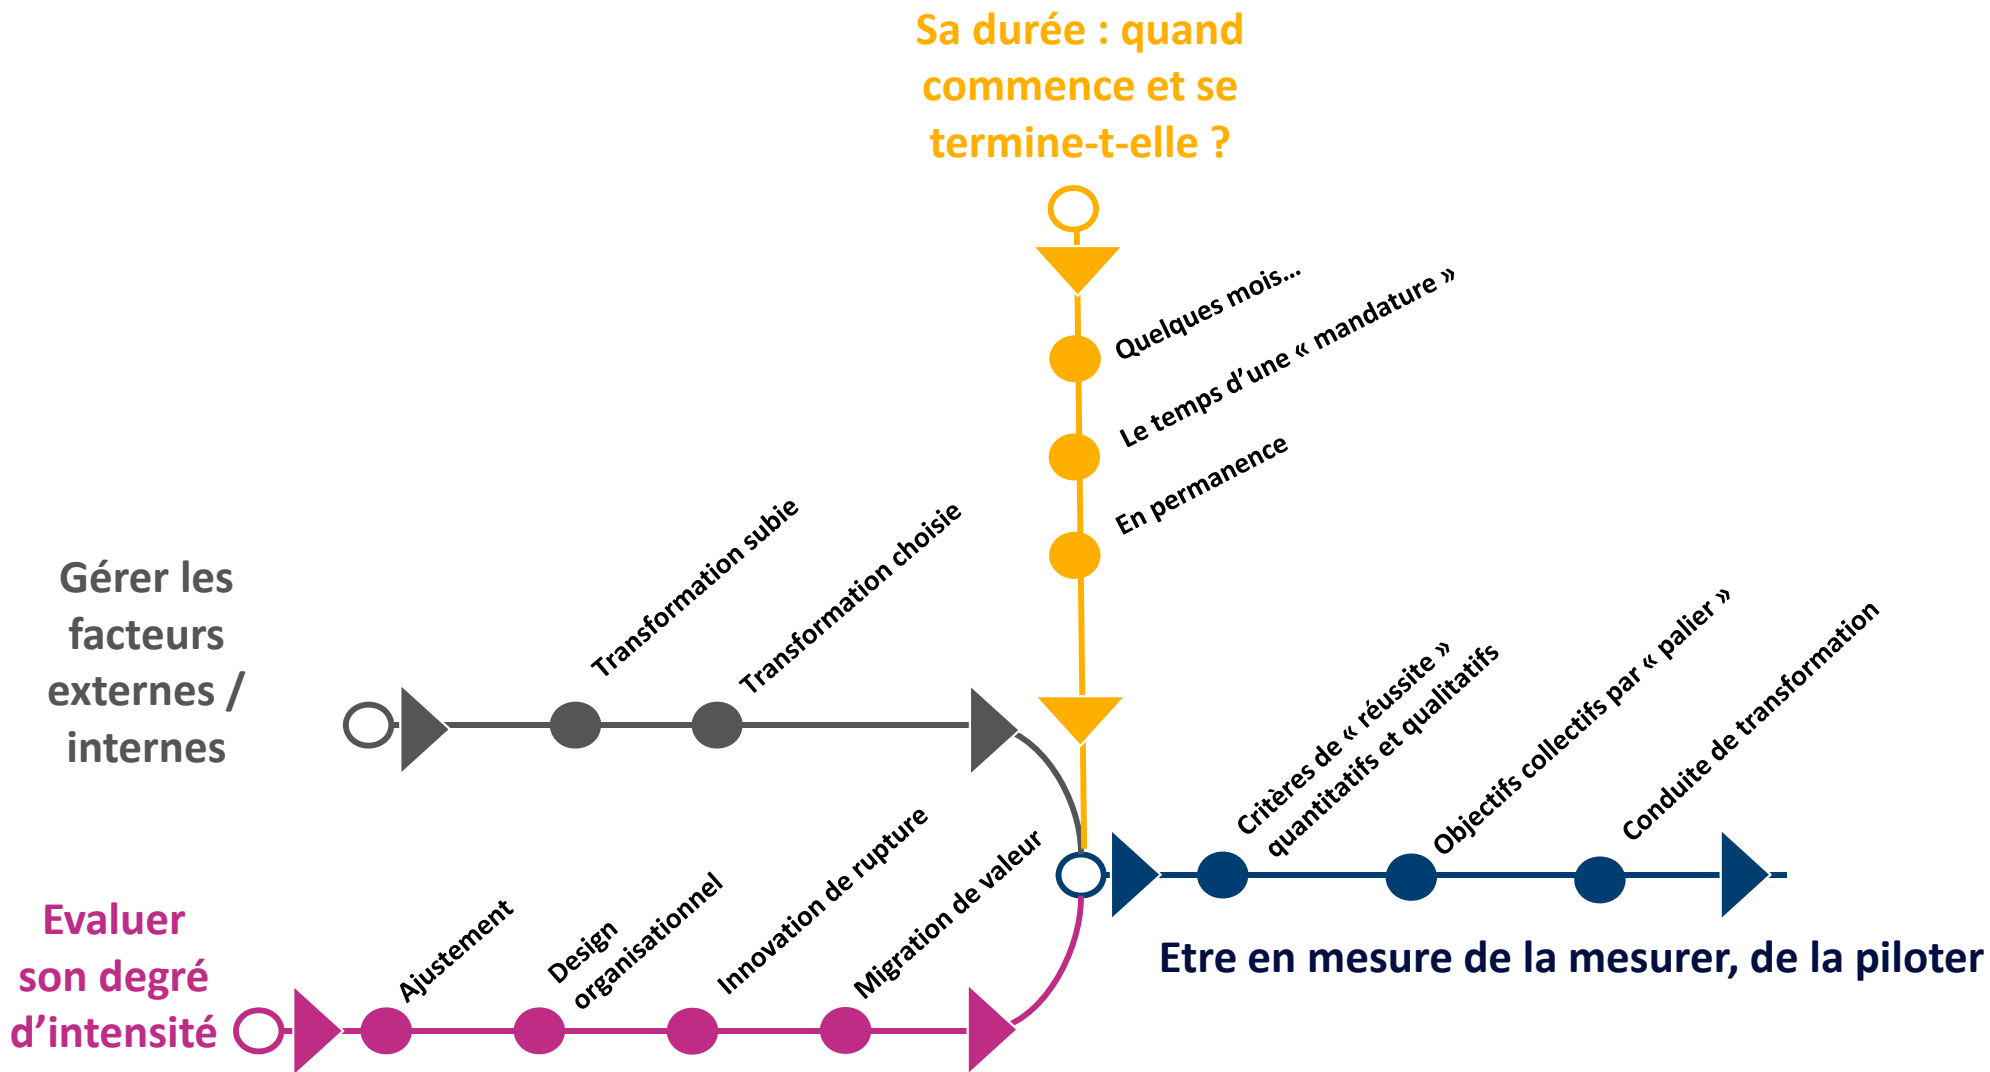 Sa durée : quand
commence et se
termine-t-elle ?
Quelques mois...
Le temps d’une « mandature »
En permanence
Gérer les
facteurs
externes /
internes
Transformation subie
Transformation choisie
Critères de « réussite »
quantitatifs et qualitatifs
Objectifs collectifs par « palier »
Conduite de transformation
Etre en mesure de la mesurer, de la piloter
Evaluer
son degré
d’intensité
Ajustement
Design
organisationnel
Innovation de rupture
Migration de valeur